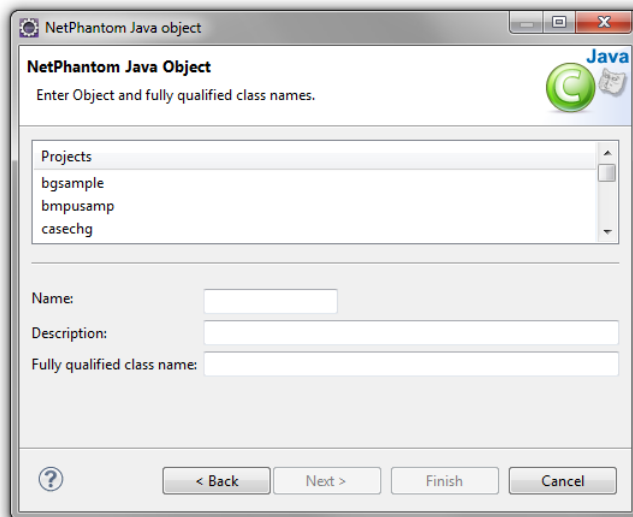 NetPhantom Java object
NetPhantom Java Object
Enter Object and fully qualified class names.
Java
C
Projects
bgsample
bmpusamp
casechg
Name:
Description:
Fully qualified class name:
?
< Back
Next >
Finish
Cancel